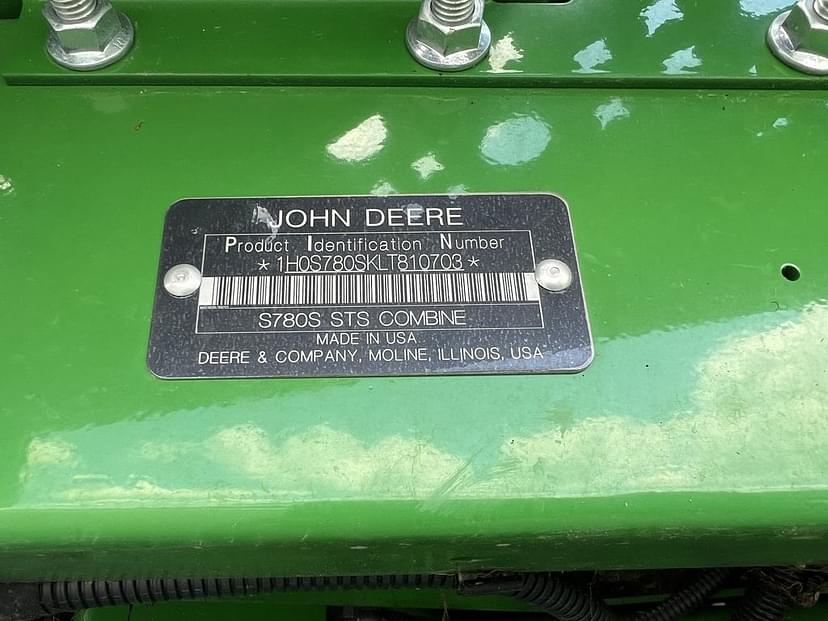 JOHN DEERE
Product Identification Number
* 1H0S780SKLT810703 *
S780S STS COMBINE
MADE IN USA
DEERE & COMPANY, MOLINE, ILLINOIS, USA